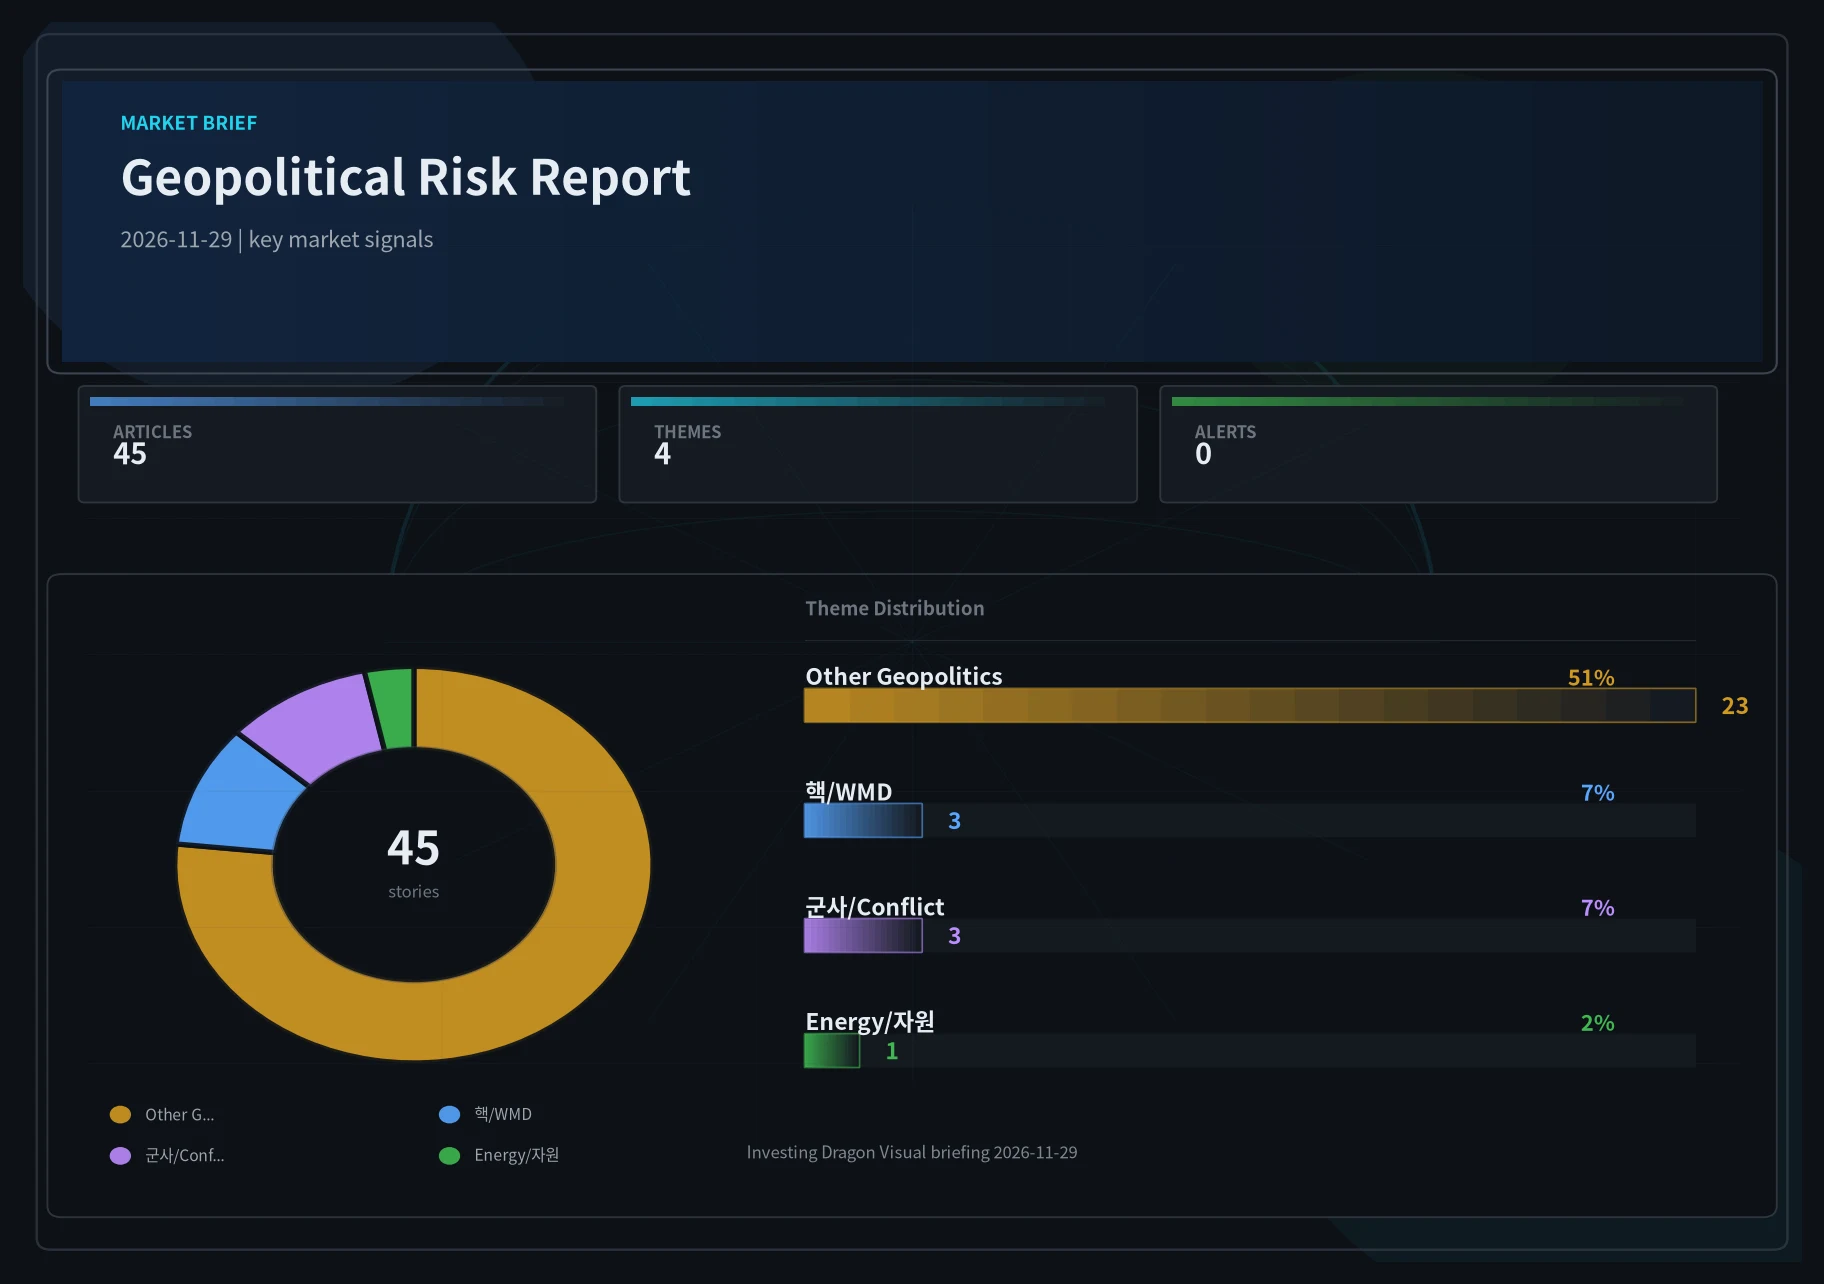 MARKET BRIEF
Geopolitical Risk Report
2026-11-29 | key market signals
ARTICLES
45
THEMES
4
ALERTS
0
Theme Distribution
Other Geopolitics 51%
23
핵/WMD 7%
3
군사/Conflict 7%
3
Energy/자원 2%
1
45
stories
Other G...
핵/WMD
군사/Conf...
Energy/자원
Investing Dragon Visual briefing 2026-11-29